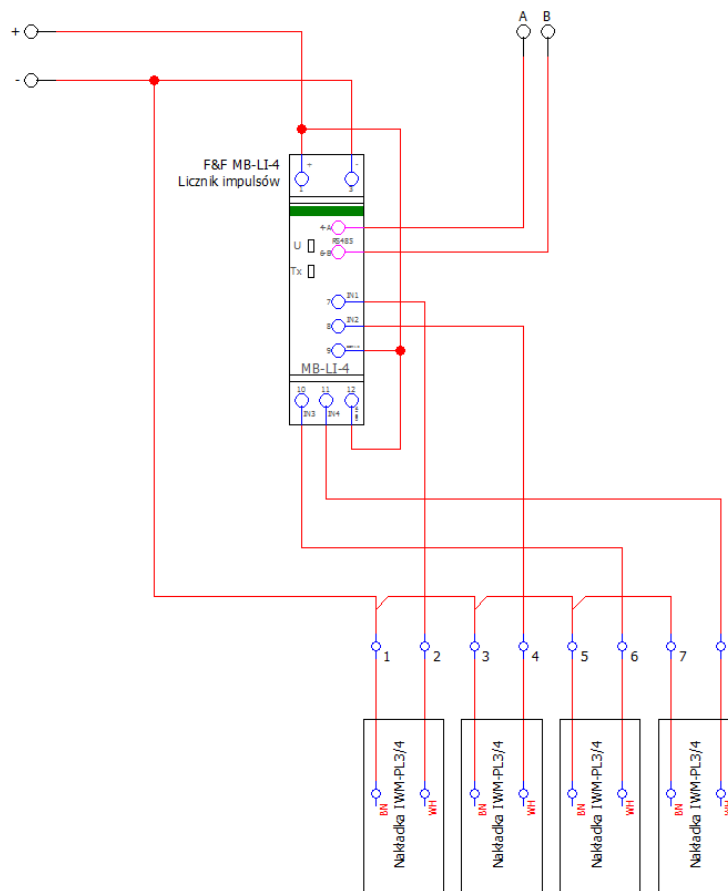 A B
+
-
F&F MB-LI-4
Licznik impulsów
+ -
1 3
4-A
RS485
6-B
U
Tx
7 IN1
8 IN2
9
MB-LI-4
10 11 12
IN3 IN4
1 2 3 4 5 6 7
Nakładka IWM-PL3/4
BN WH
Nakładka IWM-PL3/4
BN WH
Nakładka IWM-PL3/4
BN WH
Nakładka IWM-PL3/4
BN WH